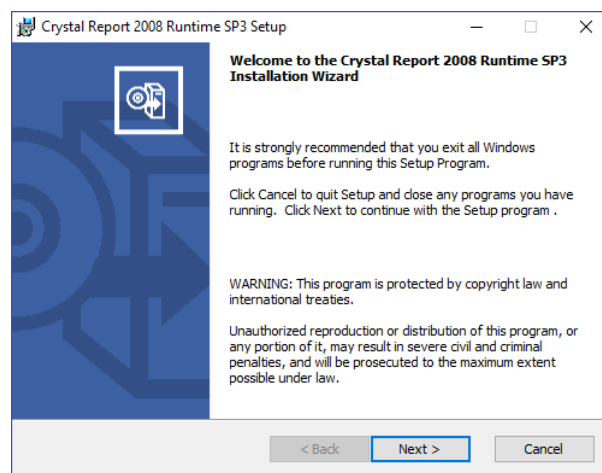 Crystal Report 2008 Runtime SP3 Setup
Welcome to the Crystal Report 2008 Runtime SP3
Installation Wizard
It is strongly recommended that you exit all Windows
programs before running this Setup Program.
Click Cancel to quit Setup and close any programs you have
running. Click Next to continue with the Setup program .
WARNING: This program is protected by copyright law and
international treaties.
Unauthorized reproduction or distribution of this program, or
any portion of it, may result in severe civil and criminal
penalties, and will be prosecuted to the maximum extent
possible under law.
< Back Next > Cancel